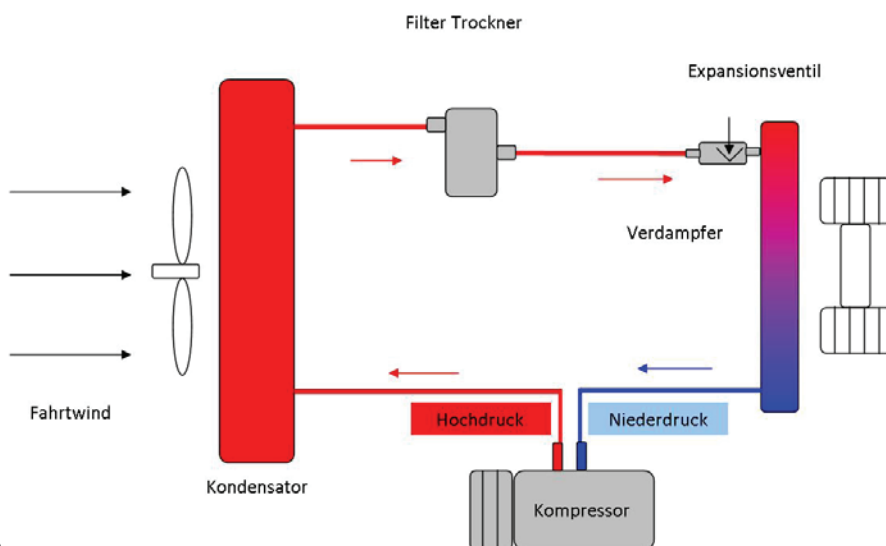 Filter Trockner
Expansionsventil
Verdampfer
Fahrtwind
Hochdruck
Niederdruck
Kondensator
Kompressor